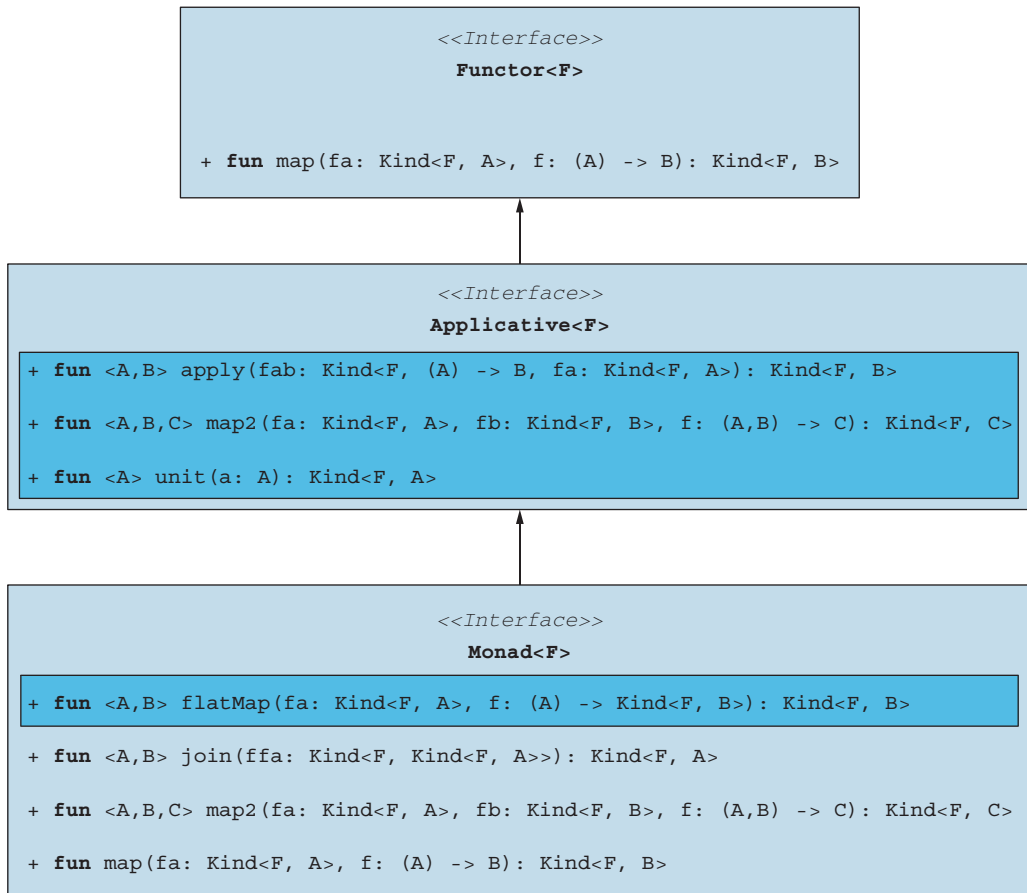 <<Interface>>
Functor<F>
+ fun map(fa: Kind<F, A>, f: (A) -> B): Kind<F, B>
<<Interface>>
Applicative<F>
+ fun <A,B> apply(fab: Kind<F, (A) -> B, fa: Kind<F, A>): Kind<F, B>
+ fun <A,B,C> map2(fa: Kind<F, A>, fb: Kind<F, B>, f: (A,B) -> C): Kind<F, C>
+ fun <A> unit(a: A): Kind<F, A>
<<Interface>>
Monad<F>
+ fun <A,B> flatMap(fa: Kind<F, A>, f: (A) -> Kind<F, B>): Kind<F, B>
+ fun <A,B> join(ffa: Kind<F, Kind<F, A>>): Kind<F, A>
+ fun <A,B,C> map2(fa: Kind<F, A>, fb: Kind<F, B>, f: (A,B) -> C): Kind<F, C>
+ fun map(fa: Kind<F, A>, f: (A) -> B): Kind<F, B>